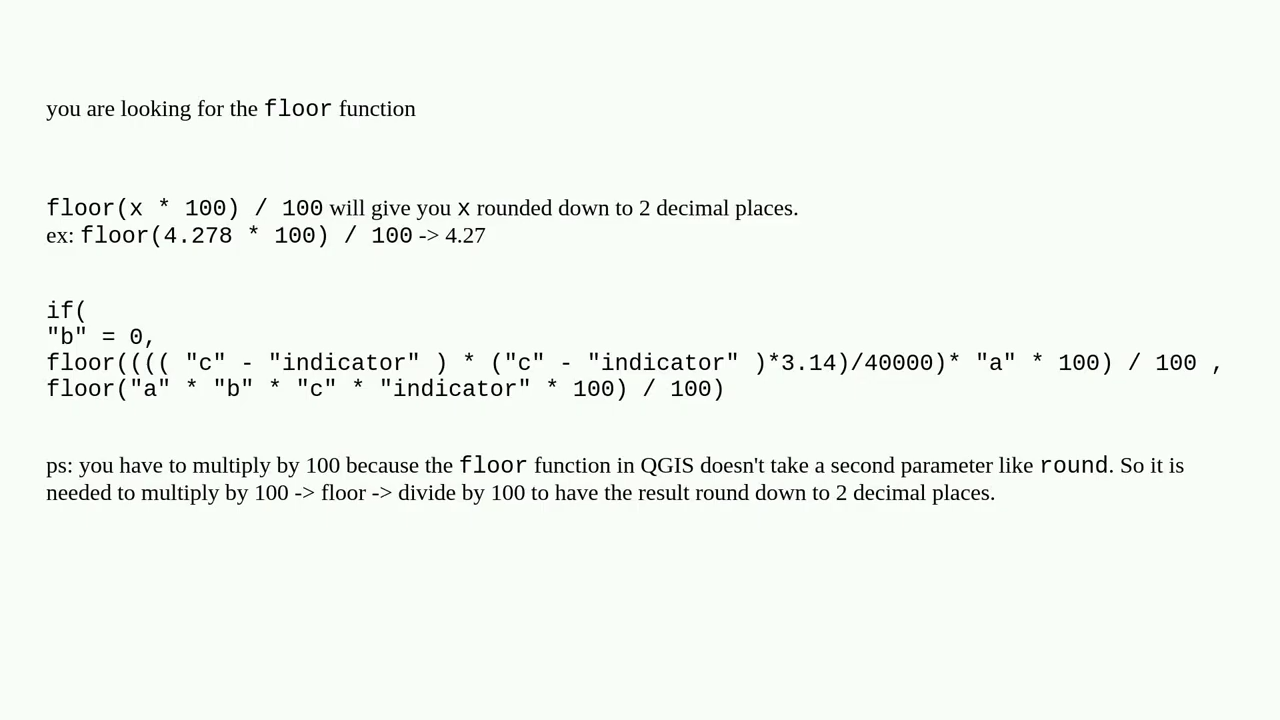 you are looking for the floor function
floor(x * 100) / 100 will give you x rounded down to 2 decimal places.
ex: floor(4.278 * 100) / 100 -> 4.27
if(
"b" = 0,
floor(((( "c" - "indicator" ) * ("c" - "indicator" )*3.14)/40000)* "a" * 100) / 100 ,
floor("a" * "b" * "c" * "indicator" * 100) / 100)
ps: you have to multiply by 100 because the floor function in QGIS doesn't take a second parameter like round. So it is
needed to multiply by 100 -> floor -> divide by 100 to have the result round down to 2 decimal places.